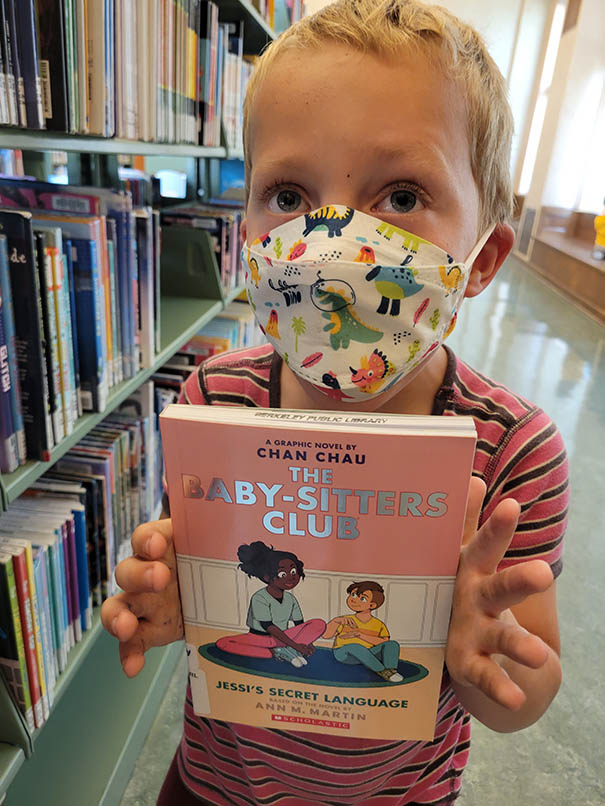 BERKELEY PUBLIC LIBRARY
A GRAPHIC NOVEL BY
CHAN CHAU
THE
BABY-SITTERS
CLUB
JESSI'S SECRET LANGUAGE
BASED ON THE NOVEL BY
ANN M. MARTIN
SCHOLASTIC